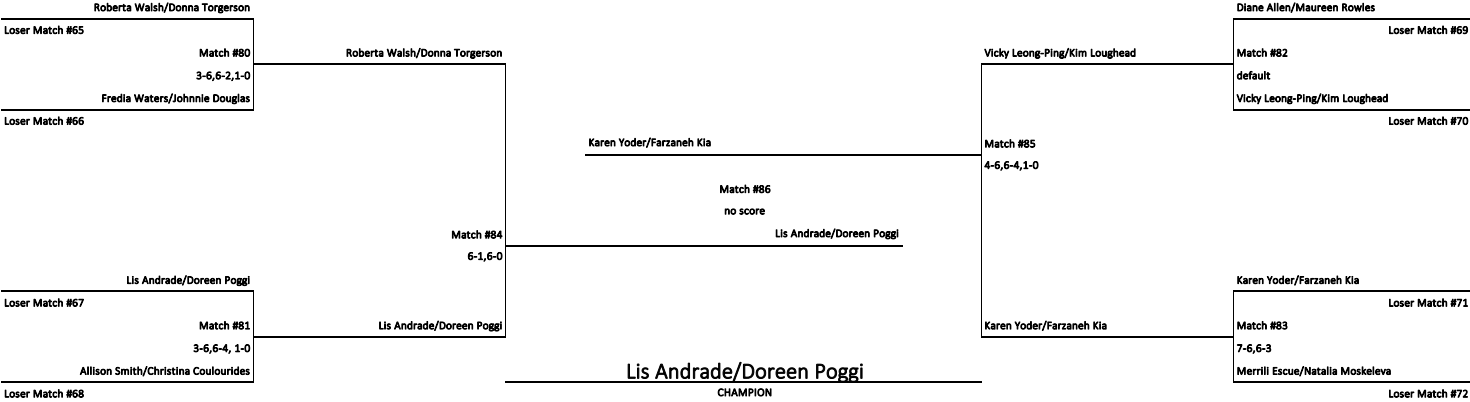 Roberta Walsh/Donna Torgerson
Loser Match #65
Match #80
3-6,6-2,1-0
Fredia Waters/Johnnie Douglas
Loser Match #66
Roberta Walsh/Donna Torgerson
Lis Andrade/Doreen Poggi
Loser Match #67
Match #81
3-6,6-4, 1-0
Allison Smith/Christina Coulourides
Loser Match #68
Lis Andrade/Doreen Poggi
Match #84
6-1,6-0
Karen Yoder/Farzaneh Kia
Match #86
no score
Lis Andrade/Doreen Poggi
Lis Andrade/Doreen Poggi
CHAMPION
Vicky Leong-Ping/Kim Loughead
Match #85
4-6,6-4,1-0
Karen Yoder/Farzaneh Kia
Diane Allen/Maureen Rowles
Loser Match #69
Match #82
default
Vicky Leong-Ping/Kim Loughead
Loser Match #70
Karen Yoder/Farzaneh Kia
Loser Match #71
Match #83
7-6,6-3
Merrili Escue/Natalia Moskeleva
Loser Match #72